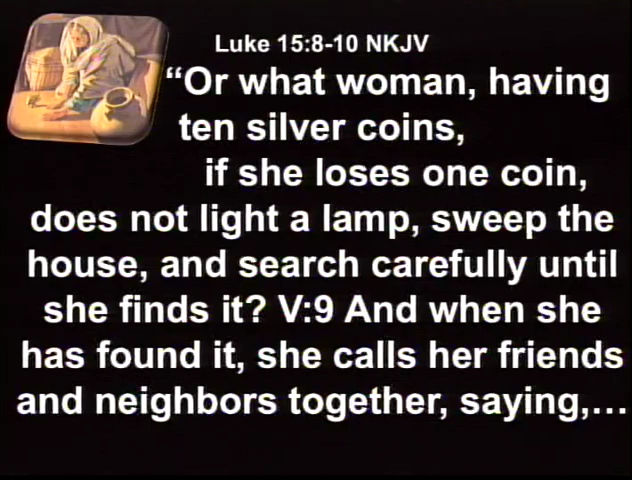 Luke 15:8-10 NKJV
“Or what woman, having
ten silver coins,
if she loses one coin,
does not light a lamp, sweep the
house, and search carefully until
she finds it? V:9 And when she
has found it, she calls her friends
and neighbors together, saying,...